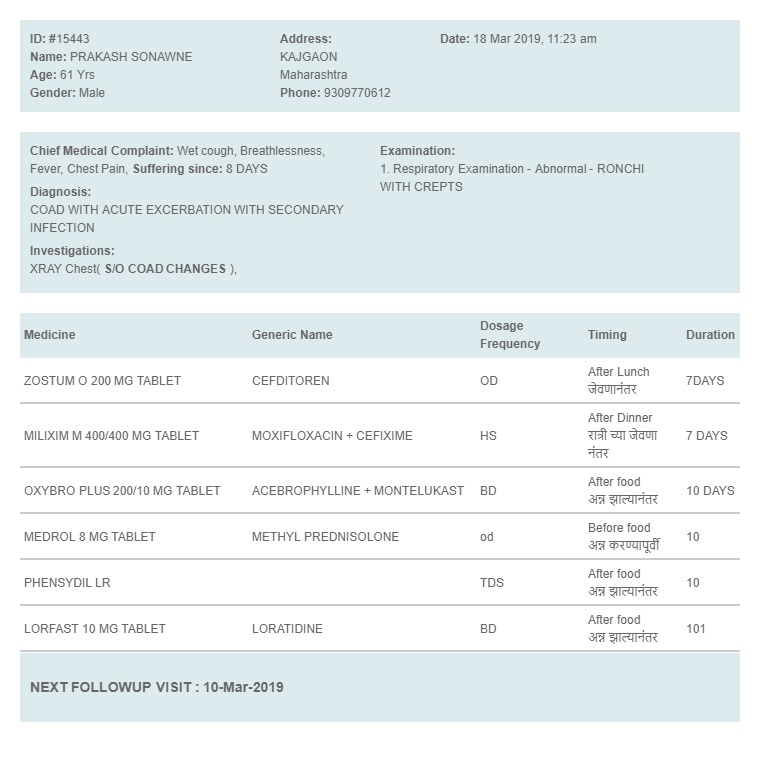 ID: #15443
Name: PRAKASH SONAWNE
Age: 61 Yrs
Gender: Male
Address:
KAJGAON
Maharashtra
Phone: 9309770612
Date: 18 Mar 2019, 11:23 am
Chief Medical Complaint: Wet cough, Breathlessness,
Fever, Chest Pain, Suffering since: 8 DAYS
Diagnosis:
COAD WITH ACUTE EXCERBATION WITH SECONDARY
INFECTION
Investigations:
XRAY Chest( S/O COAD CHANGES ),
Examination:
1. Respiratory Examination - Abnormal - RONCHI
WITH CREPTS
Medicine Generic Name Dosage Frequency Timing Duration
ZOSTUM O 200 MG TABLET CEFDITOREN OD After Lunch 7DAYS
जेवणानंतर
MILIXIM M 400/400 MG TABLET MOXIFLOXACIN + CEFIXIME HS After Dinner 7 DAYS
रात्री च्या जेवणा
नंतर
OXYBRO PLUS 200/10 MG TABLET ACEBROPHYLLINE + MONTELUKAST BD After food 10 DAYS
अन्न झाल्यानंतर
MEDROL 8 MG TABLET METHYL PREDNISOLONE od Before food 10
अन्न करण्यापूर्वी
PHENSYDIL LR TDS After food 10
अन्न झाल्यानंतर
LORFAST 10 MG TABLET LORATIDINE BD After food 101
अन्न झाल्यानंतर
NEXT FOLLOWUP VISIT : 10-Mar-2019